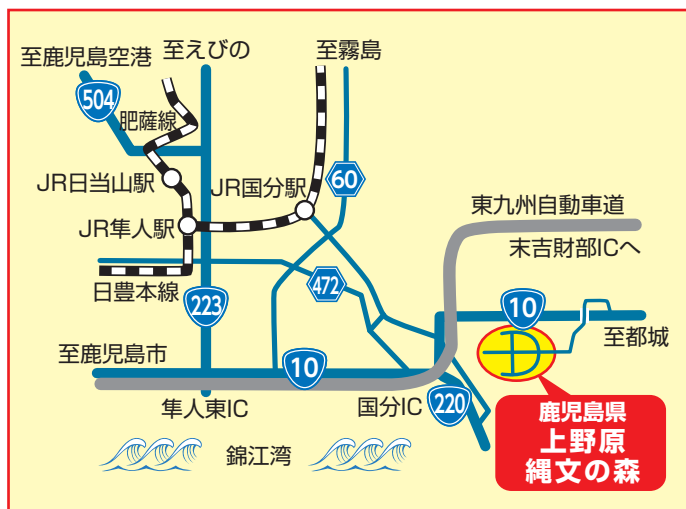 至鹿児島空港
至えびの
至霧島
504
肥薩線
JR日当山駅
JR国分駅
60
JR隼人駅
東九州自動車道
末吉財部ICへ
日豊本線
223
472
10
至都城
至鹿児島市
10
隼人東IC
国分IC
220
鹿児島県
上野原
縄文の森
錦江湾